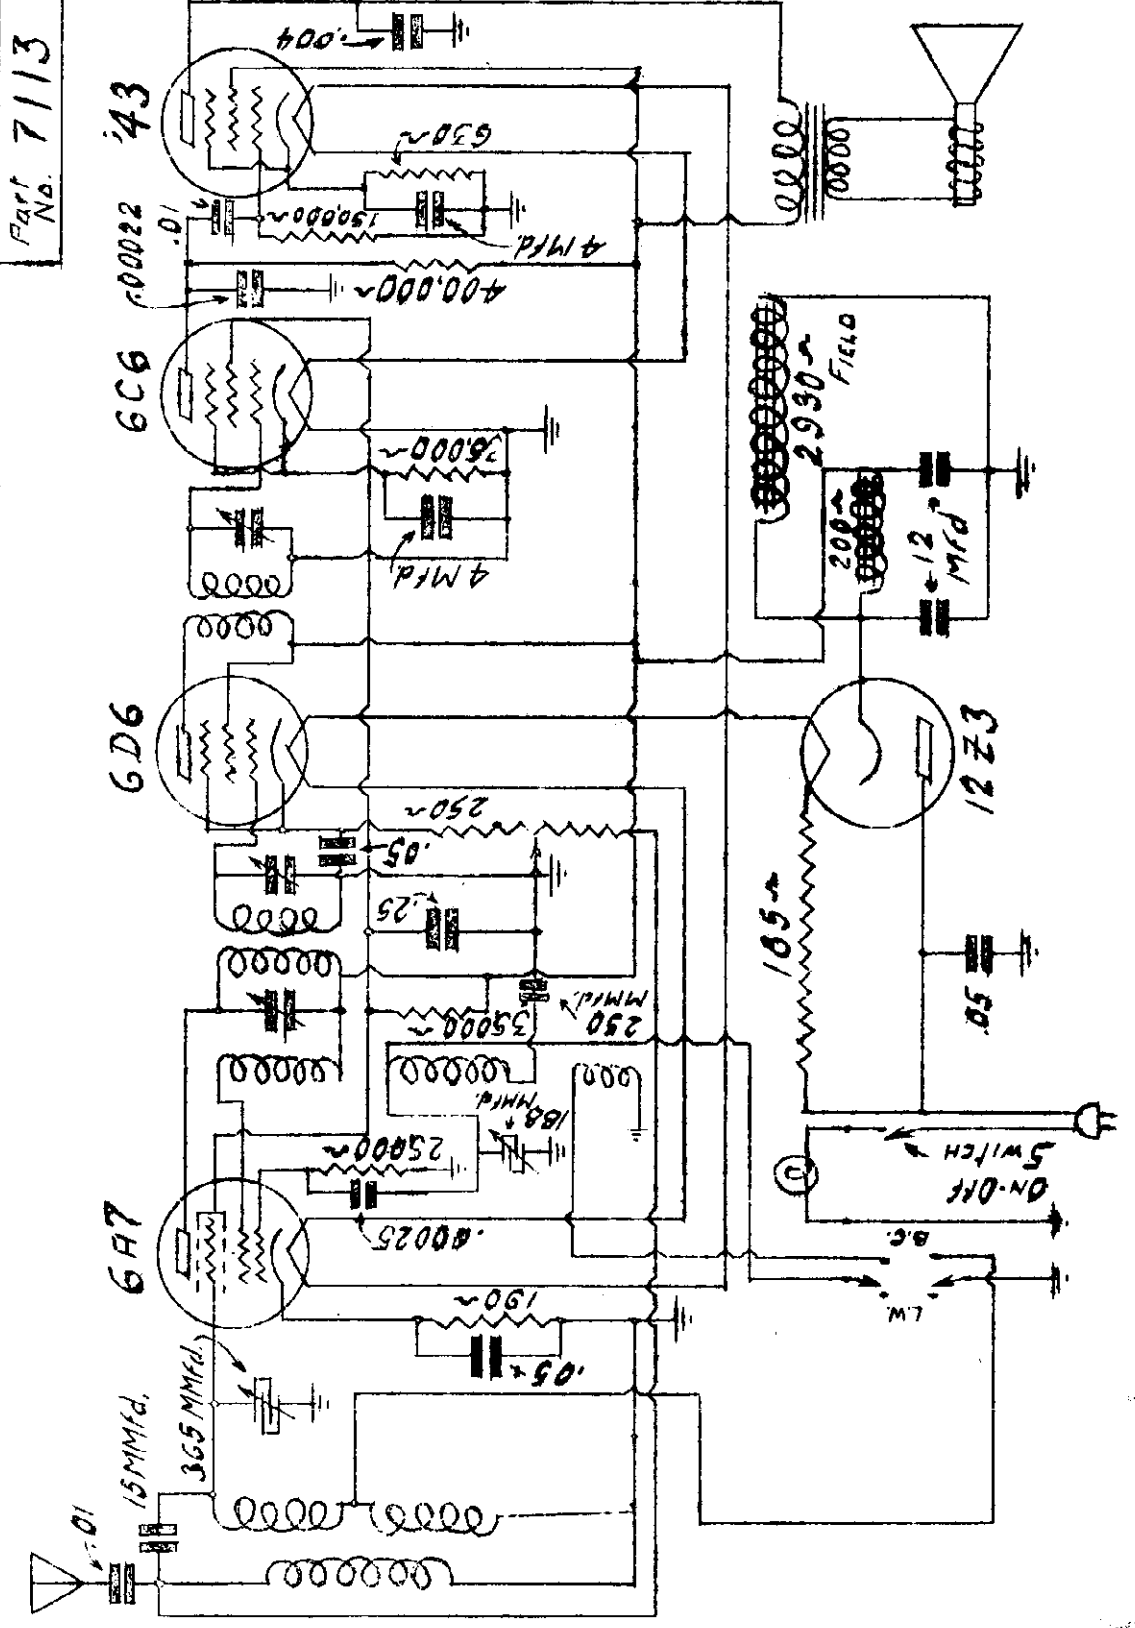 Part
No. 7113
'43
.004
630~
150,000~
4 Mfd.
.01
.00022
400,000~
6C6
35,000~
4 Mfd.
6D6
250~
.05
.25
35000~
250
MMfd.
2930~
FIELD
200~
12
Mfd
12Z3
185~
.05
6A7
25000~
.00025
188
MMfd.
190~
.05
365 MMfd.
15 MMfd.
.01
ON-OFF
SWITCH
B.C.
L.W.